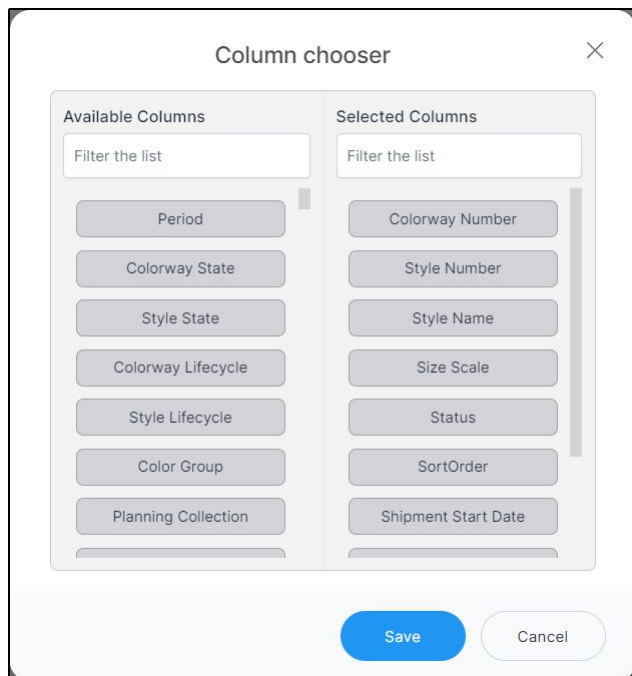 Column chooser
Available Columns
Filter the list
Period
Colorway State
Style State
Colorway Lifecycle
Style Lifecycle
Color Group
Planning Collection
Selected Columns
Filter the list
Colorway Number
Style Number
Style Name
Size Scale
Status
SortOrder
Shipment Start Date
Save
Cancel